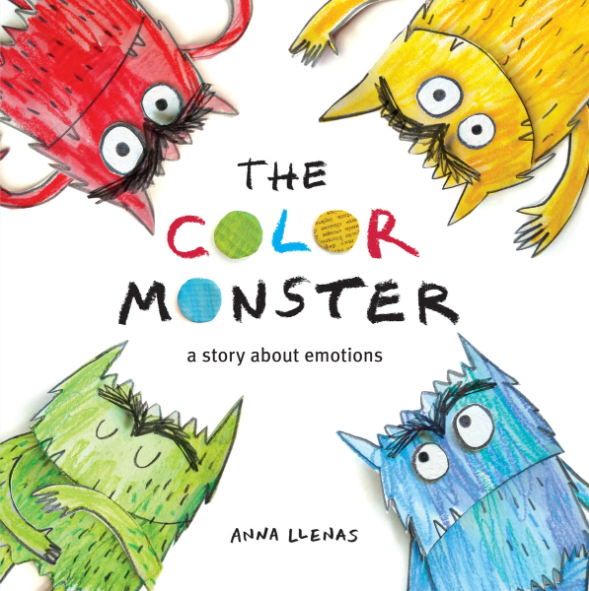 THE
COLOR
MONSTER
a story about emotions
ANNA LLENAS